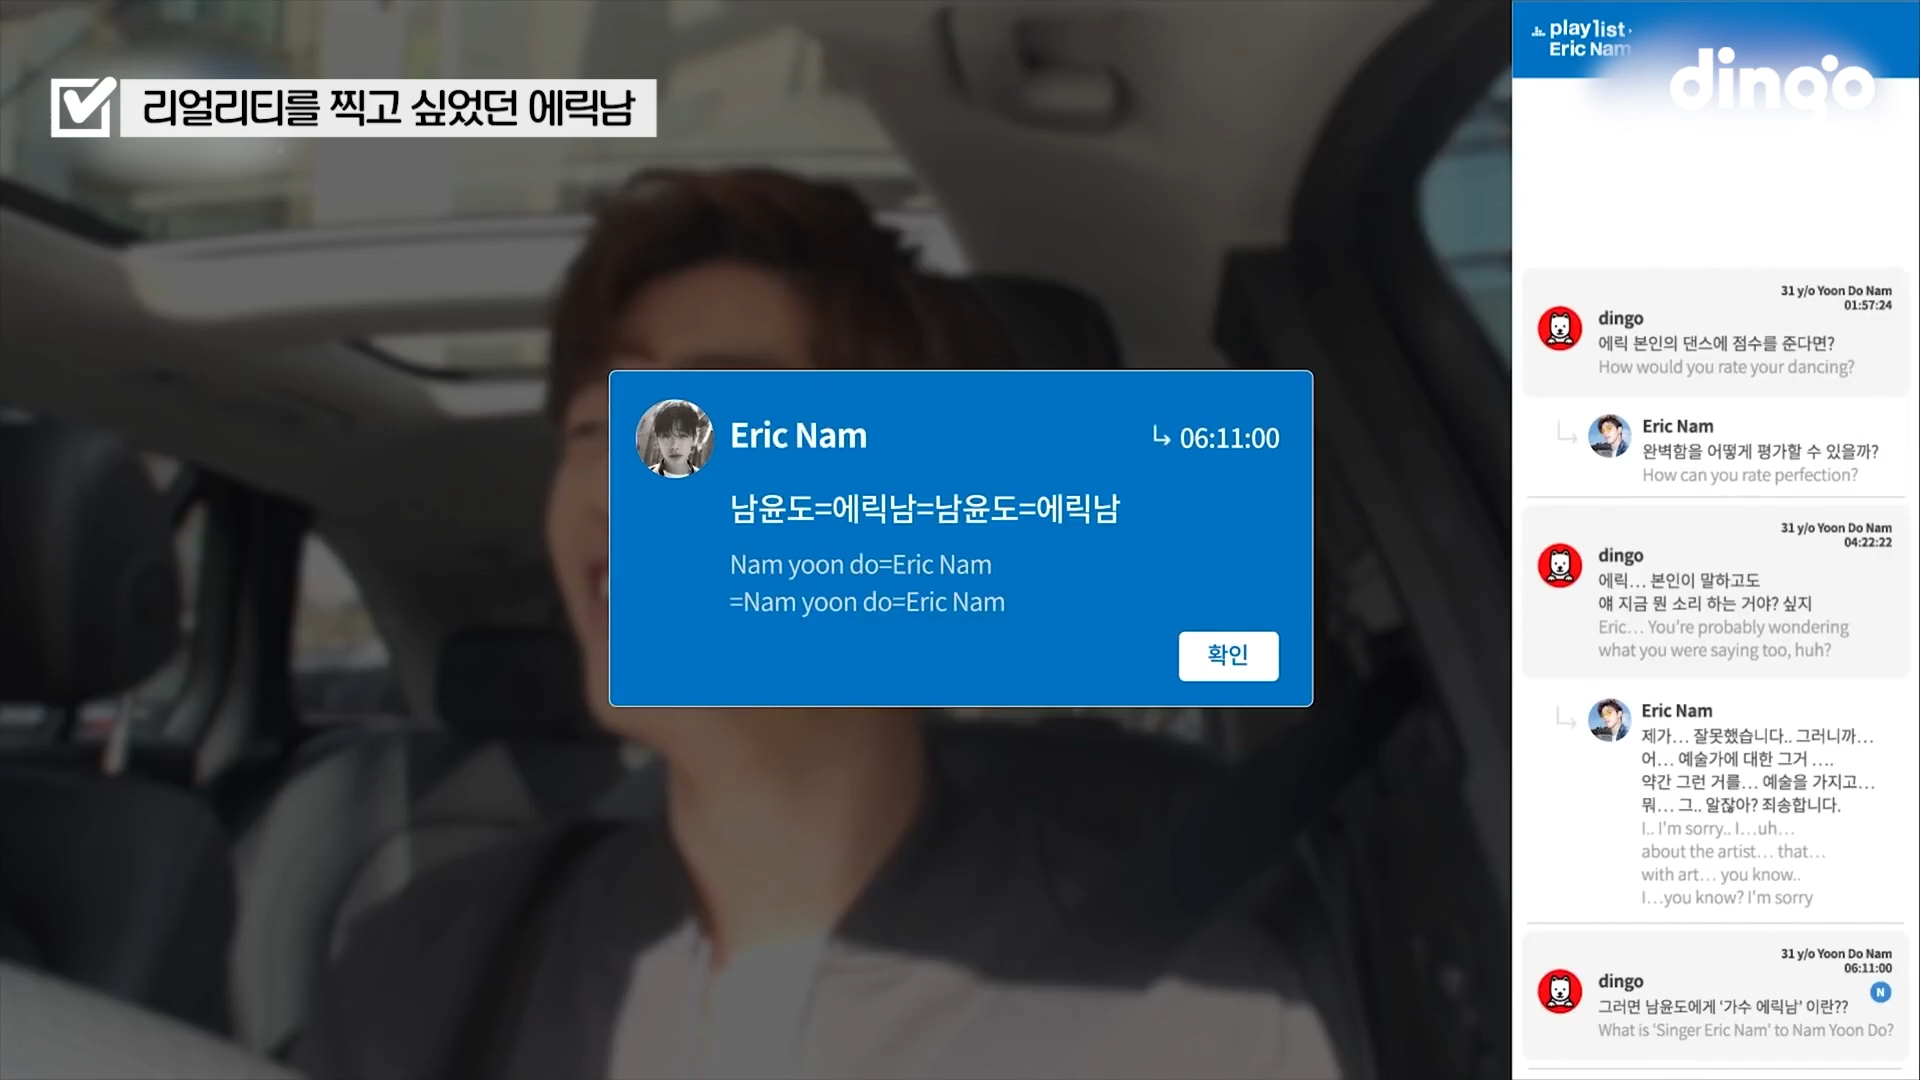 리얼리티를 찍고 싶었던 에릭남
Eric Nam
↳ 06:11:00
남윤도=에릭남=남윤도=에릭남
Nam yoon do=Eric Nam
=Nam yoon do=Eric Nam
확인
playlist
Eric Nam
dingo
31 y/o Yoon Do Nam
01:57:24
dingo
에릭 본인의 댄스에 점수를 준다면?
How would you rate your dancing?
Eric Nam
완벽함을 어떻게 평가할 수 있을까?
How can you rate perfection?
31 y/o Yoon Do Nam
04:22:22
dingo
에릭... 본인이 말하고도
얘 지금 뭔 소리 하는 거야? 싶지
Eric... You're probably wondering
what you were saying too, huh?
Eric Nam
제가... 잘못했습니다.. 그러니까...
어... 예술가에 대한 그거 ....
약간 그런 거를... 예술을 가지고...
뭐... 그.. 알잖아? 죄송합니다.
I.. I'm sorry.. I...uh...
about the artist... that...
with art... you know..
I...you know? I'm sorry
31 y/o Yoon Do Nam
06:11:00
dingo
N
그러면 남윤도에게 '가수 에릭남' 이란??
What is 'Singer Eric Nam' to Nam Yoon Do?